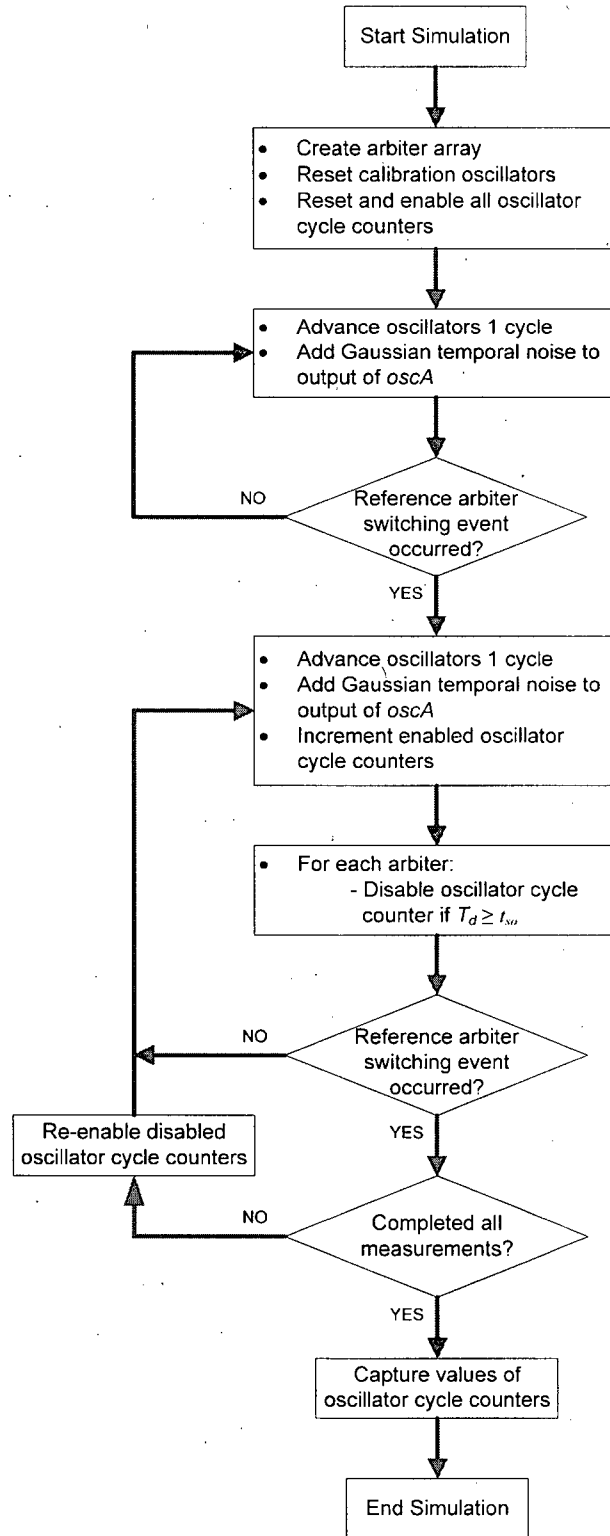 Start Simulation
• Create arbiter array
• Reset calibration oscillators
• Reset and enable all oscillator
cycle counters
• Advance oscillators 1 cycle
• Add Gaussian temporal noise to
output of oscA
NO
Reference arbiter
switching event
occurred?
YES
• Advance oscillators 1 cycle
• Add Gaussian temporal noise to
output of oscA
• Increment enabled oscillator
cycle counters
• For each arbiter:
- Disable oscillator cycle
counter if T_d ≥
NO
Reference arbiter
switching event
occurred?
YES
Re-enable disabled
oscillator cycle counters
NO
Completed all
measurements?
YES
Capture values of
oscillator cycle counters
End Simulation